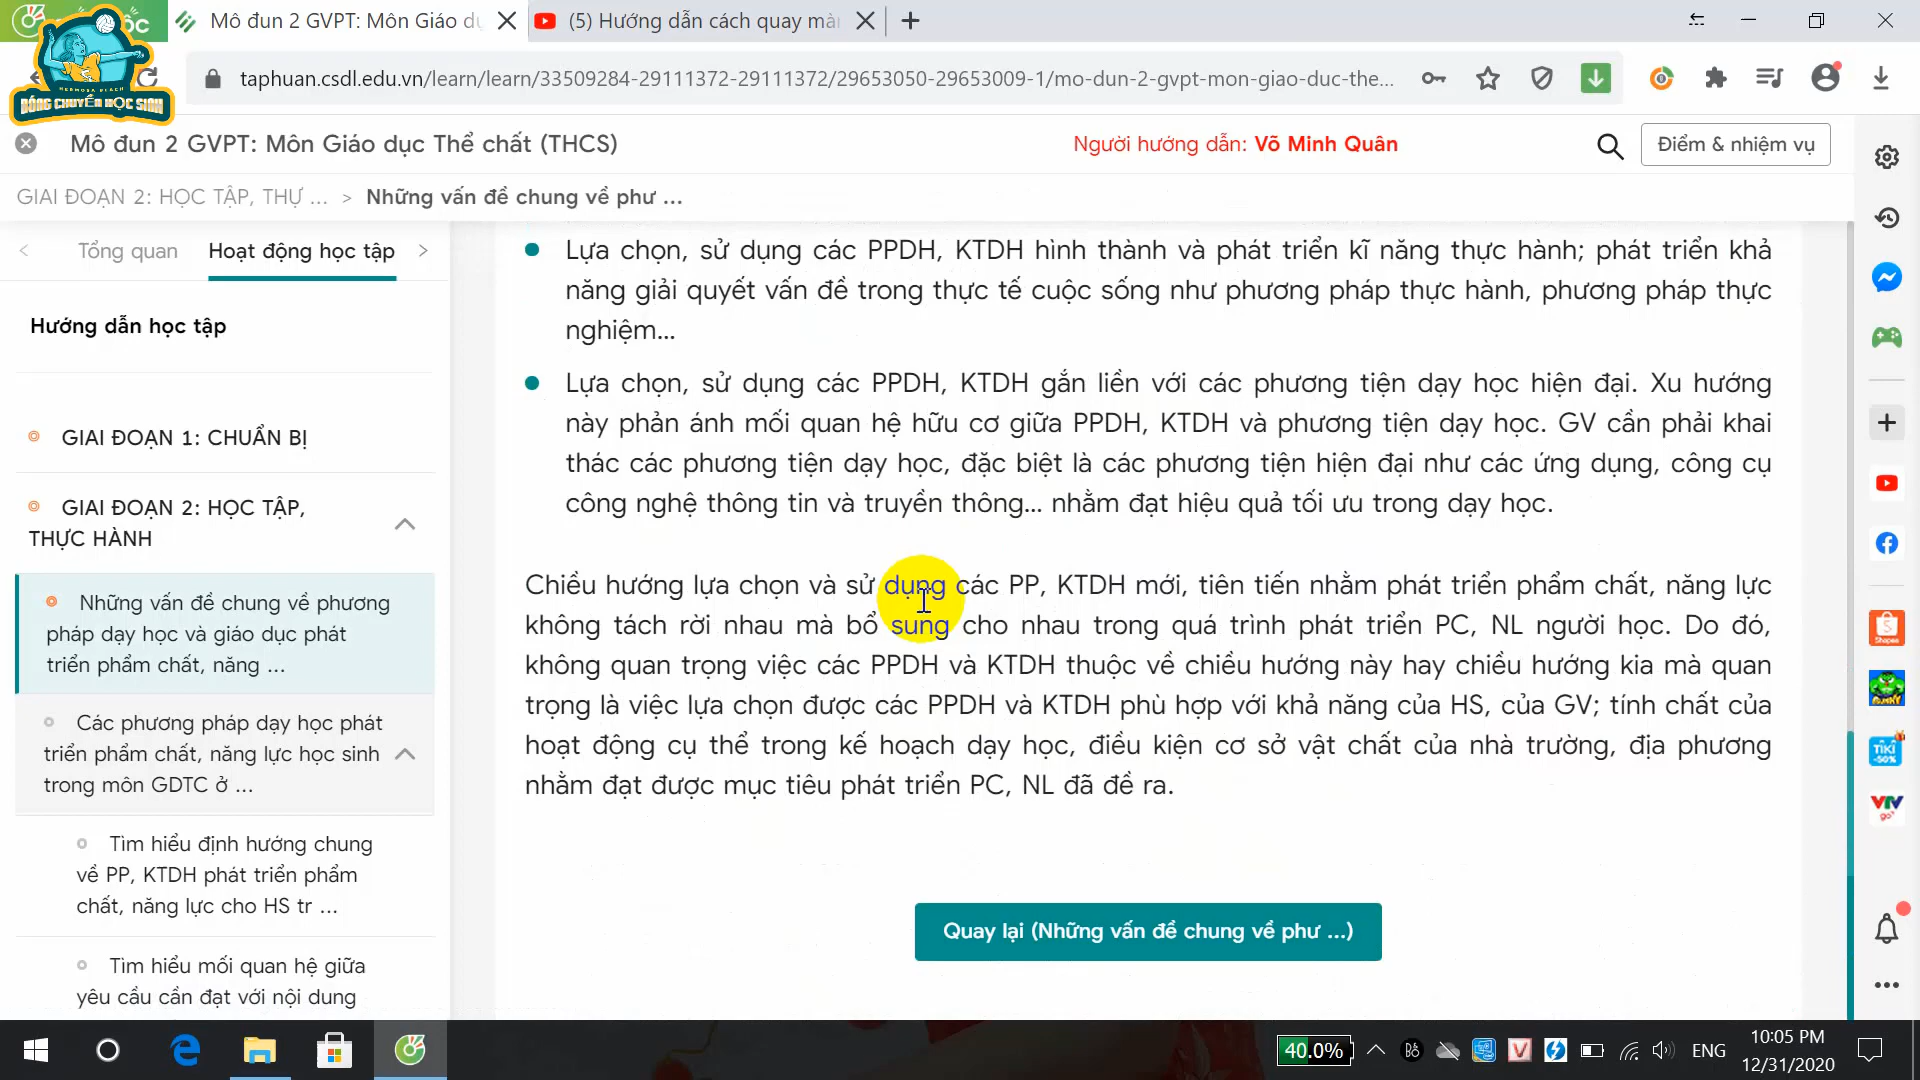 Mô đun 2 GVPT: Môn Giáo dụ
(5) Hướng dẫn cách quay màn
HERMOSA BEACH
BÓNG CHUYỀN HỌC SINH
taphuan.csdl.edu.vn/learn/learn/33509284-29111372-29111372/29653050-29653009-1/mo-dun-2-gvpt-mon-giao-duc-the...
Mô đun 2 GVPT: Môn Giáo dục Thể chất (THCS)
Người hướng dẫn: Võ Minh Quân
Điểm & nhiệm vụ
GIAI ĐOẠN 2: HỌC TẬP, THỰ ... > Những vấn đề chung về phư ...
Tổng quan
Hoạt động học tập
Hướng dẫn học tập
GIAI ĐOẠN 1: CHUẨN BỊ
GIAI ĐOẠN 2: HỌC TẬP,
THỰC HÀNH
Những vấn đề chung về phương
pháp dạy học và giáo dục phát
triển phẩm chất, năng ...
Các phương pháp dạy học phát
triển phẩm chất, năng lực học sinh
trong môn GDTC ở ...
Tìm hiểu định hướng chung
về PP, KTDH phát triển phẩm
chất, năng lực cho HS tr ...
Tìm hiểu mối quan hệ giữa
yêu cầu cần đạt với nội dung
Lựa chọn, sử dụng các PPDH, KTDH hình thành và phát triển kĩ năng thực hành; phát triển khả
năng giải quyết vấn đề trong thực tế cuộc sống như phương pháp thực hành, phương pháp thực
nghiệm...
Lựa chọn, sử dụng các PPDH, KTDH gắn liền với các phương tiện dạy học hiện đại. Xu hướng
này phản ánh mối quan hệ hữu cơ giữa PPDH, KTDH và phương tiện dạy học. GV cần phải khai
thác các phương tiện dạy học, đặc biệt là các phương tiện hiện đại như các ứng dụng, công cụ
công nghệ thông tin và truyền thông... nhằm đạt hiệu quả tối ưu trong dạy học.
Chiều hướng lựa chọn và sử dụng các PP, KTDH mới, tiên tiến nhằm phát triển phẩm chất, năng lực
không tách rời nhau mà bổ sung cho nhau trong quá trình phát triển PC, NL người học. Do đó,
không quan trọng việc các PPDH và KTDH thuộc về chiều hướng này hay chiều hướng kia mà quan
trọng là việc lựa chọn được các PPDH và KTDH phù hợp với khả năng của HS, của GV; tính chất của
hoạt động cụ thể trong kế hoạch dạy học, điều kiện cơ sở vật chất của nhà trường, địa phương
nhằm đạt được mục tiêu phát triển PC, NL đã đề ra.
Quay lại (Những vấn đề chung về phư ...)
Shopee
TIKI
-50%
VTV
go
40.0%
ENG
10:05 PM
12/31/2020